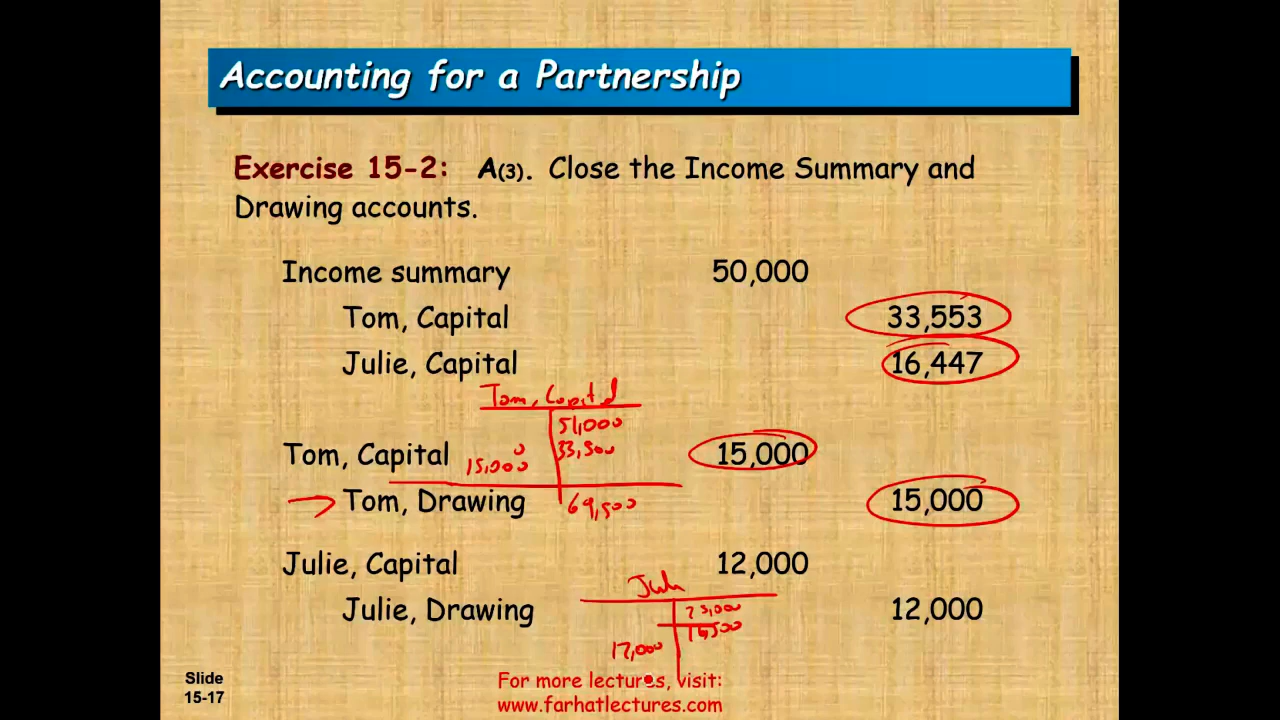 Accounting for a Partnership
Exercise 15-2: A(3). Close the Income Summary and
Drawing accounts.
Income summary 50,000
Tom, Capital 33,553
Julie, Capital 16,447
Tom, Capital
51,000
33,500
Tom, Capital 15,000 15,000
Tom, Drawing 69,500 15,000
Julie, Capital 12,000
Julie, Drawing 12,000
16,500
Slide
15-17
For more lectures, visit:
www.farhatlectures.com